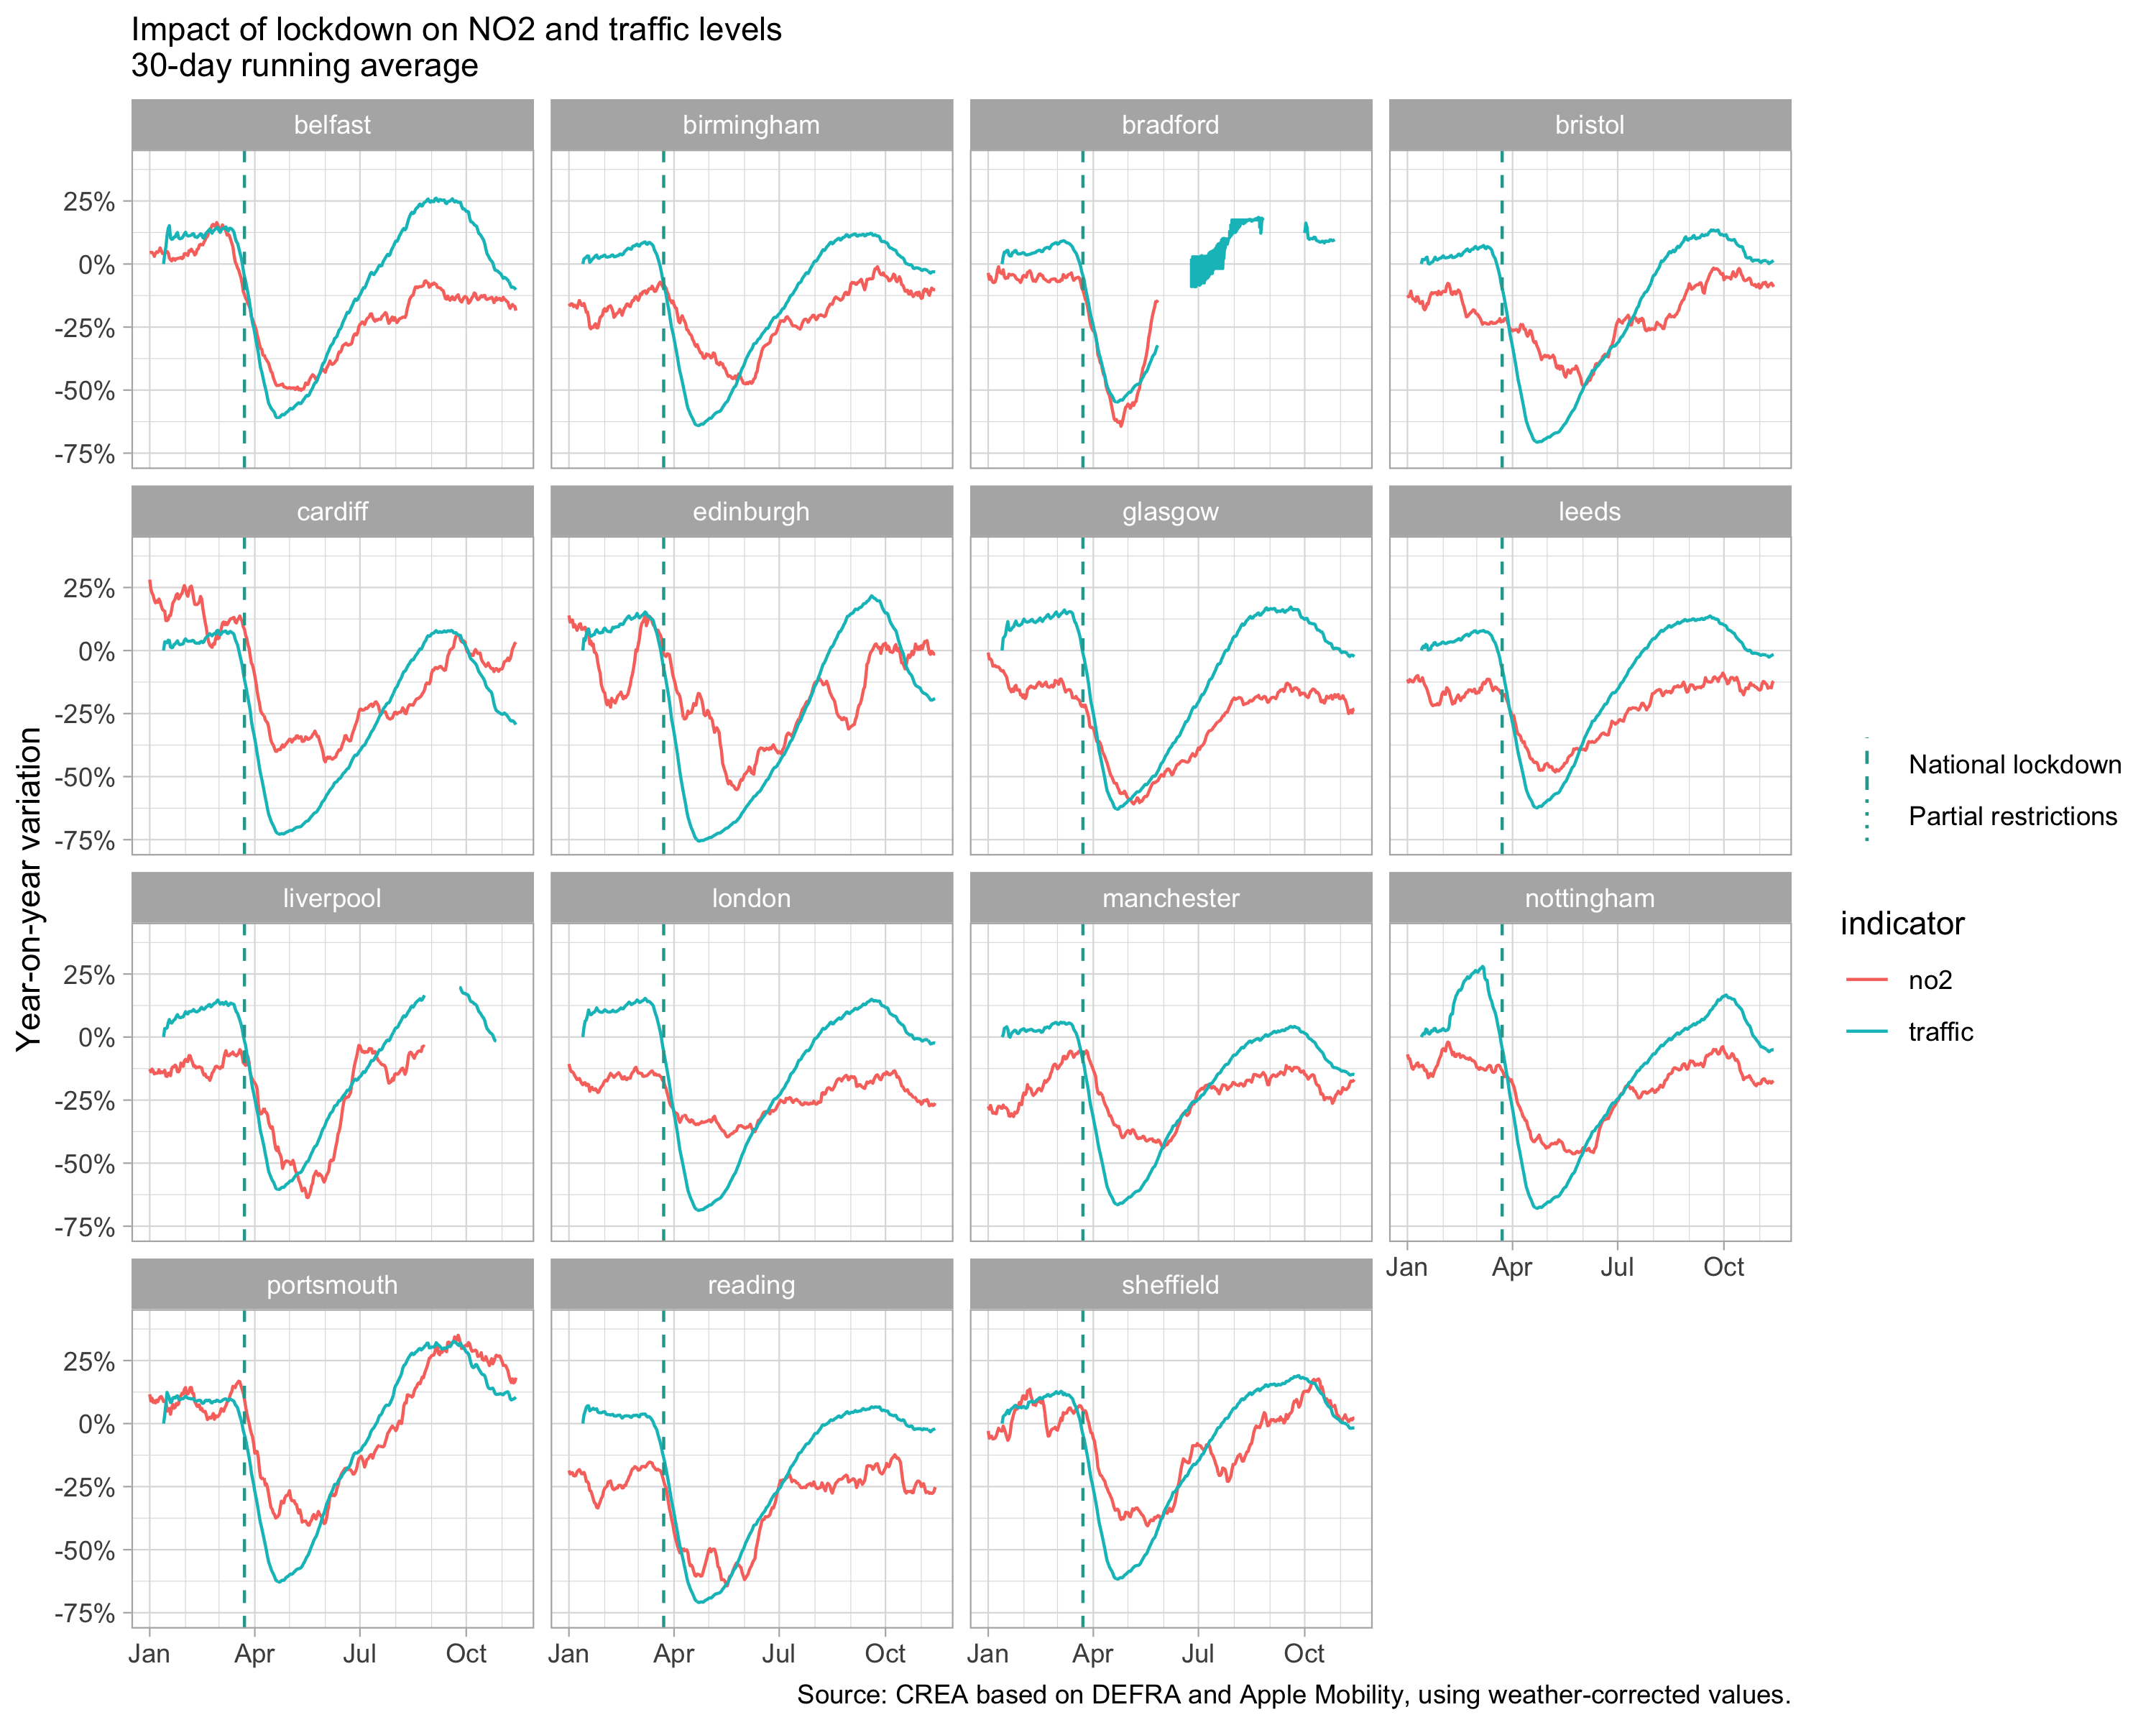 Impact of lockdown on NO2 and traffic levels
30-day running average
belfast birmingham bradford bristol
25%
0%
-25%
-50%
-75%
cardiff edinburgh glasgow leeds
25%
0%
-25%
-50%
-75%
liverpool london manchester nottingham
25%
0%
-25%
-50%
-75%
Jan Apr Jul Oct
portsmouth reading sheffield
25%
0%
-25%
-50%
-75%
Jan Apr Jul Oct Jan Apr Jul Oct Jan Apr Jul Oct
Year-on-year variation
National lockdown
Partial restrictions
indicator
no2
traffic
Source: CREA based on DEFRA and Apple Mobility, using weather-corrected values.